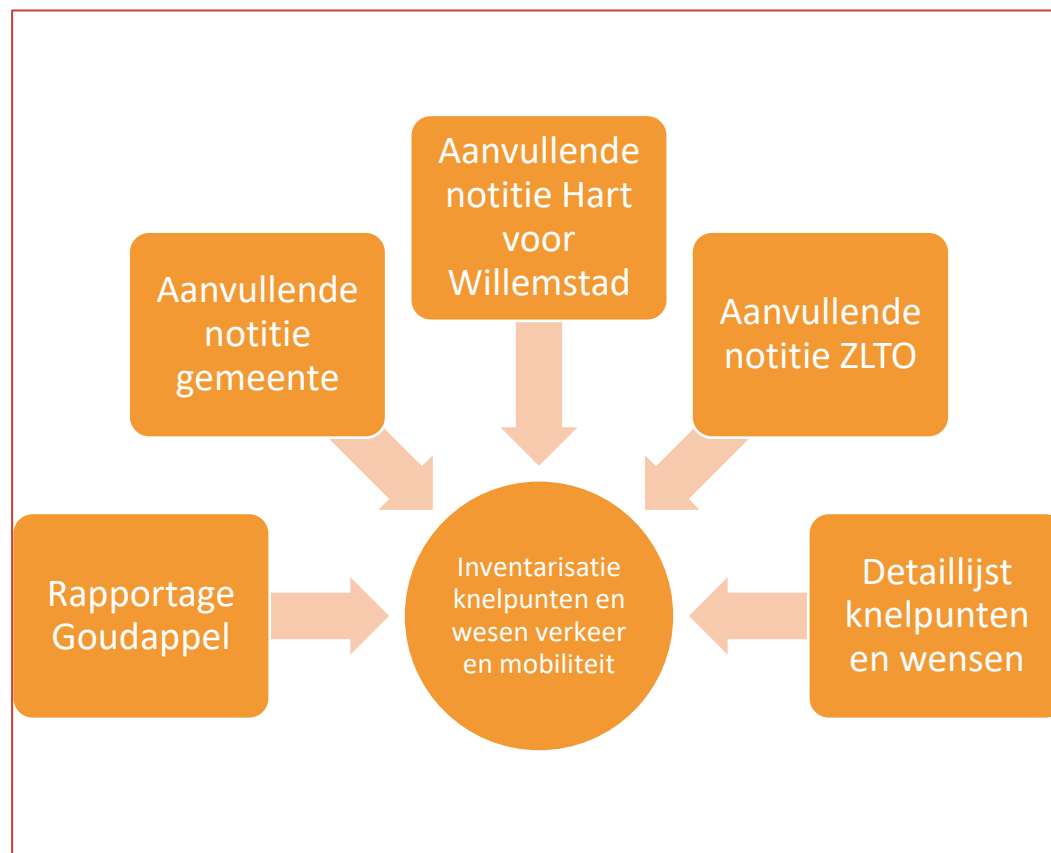 Aanvullende
notitie Hart
voor
Willemstad
Aanvullende
notitie
gemeente
Aanvullende
notitie ZLTO
Rapportage
Goudappel
Inventarisatie
knelpunten en
wesen verkeer
en mobiliteit
Detaillijst
knelpunten
en wensen